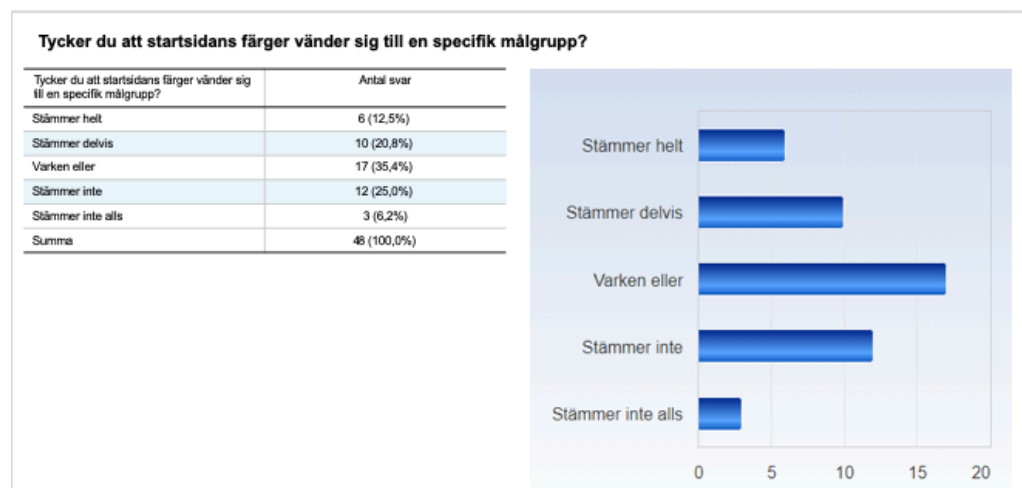 Tycker du att startsidans färger vänder sig till en specifik målgrupp?
Tycker du att startsidans färger vänder sig
till en specifik målgrupp?
Antal svar
Stämmer helt 6 (12,5%)
Stämmer delvis 10 (20,8%)
Varken eller 17 (35,4%)
Stämmer inte 12 (25,0%)
Stämmer inte alls 3 (6,2%)
Summa 48 (100,0%)
Stämmer helt
Stämmer delvis
Varken eller
Stämmer inte
Stämmer inte alls
0 5 10 15 20